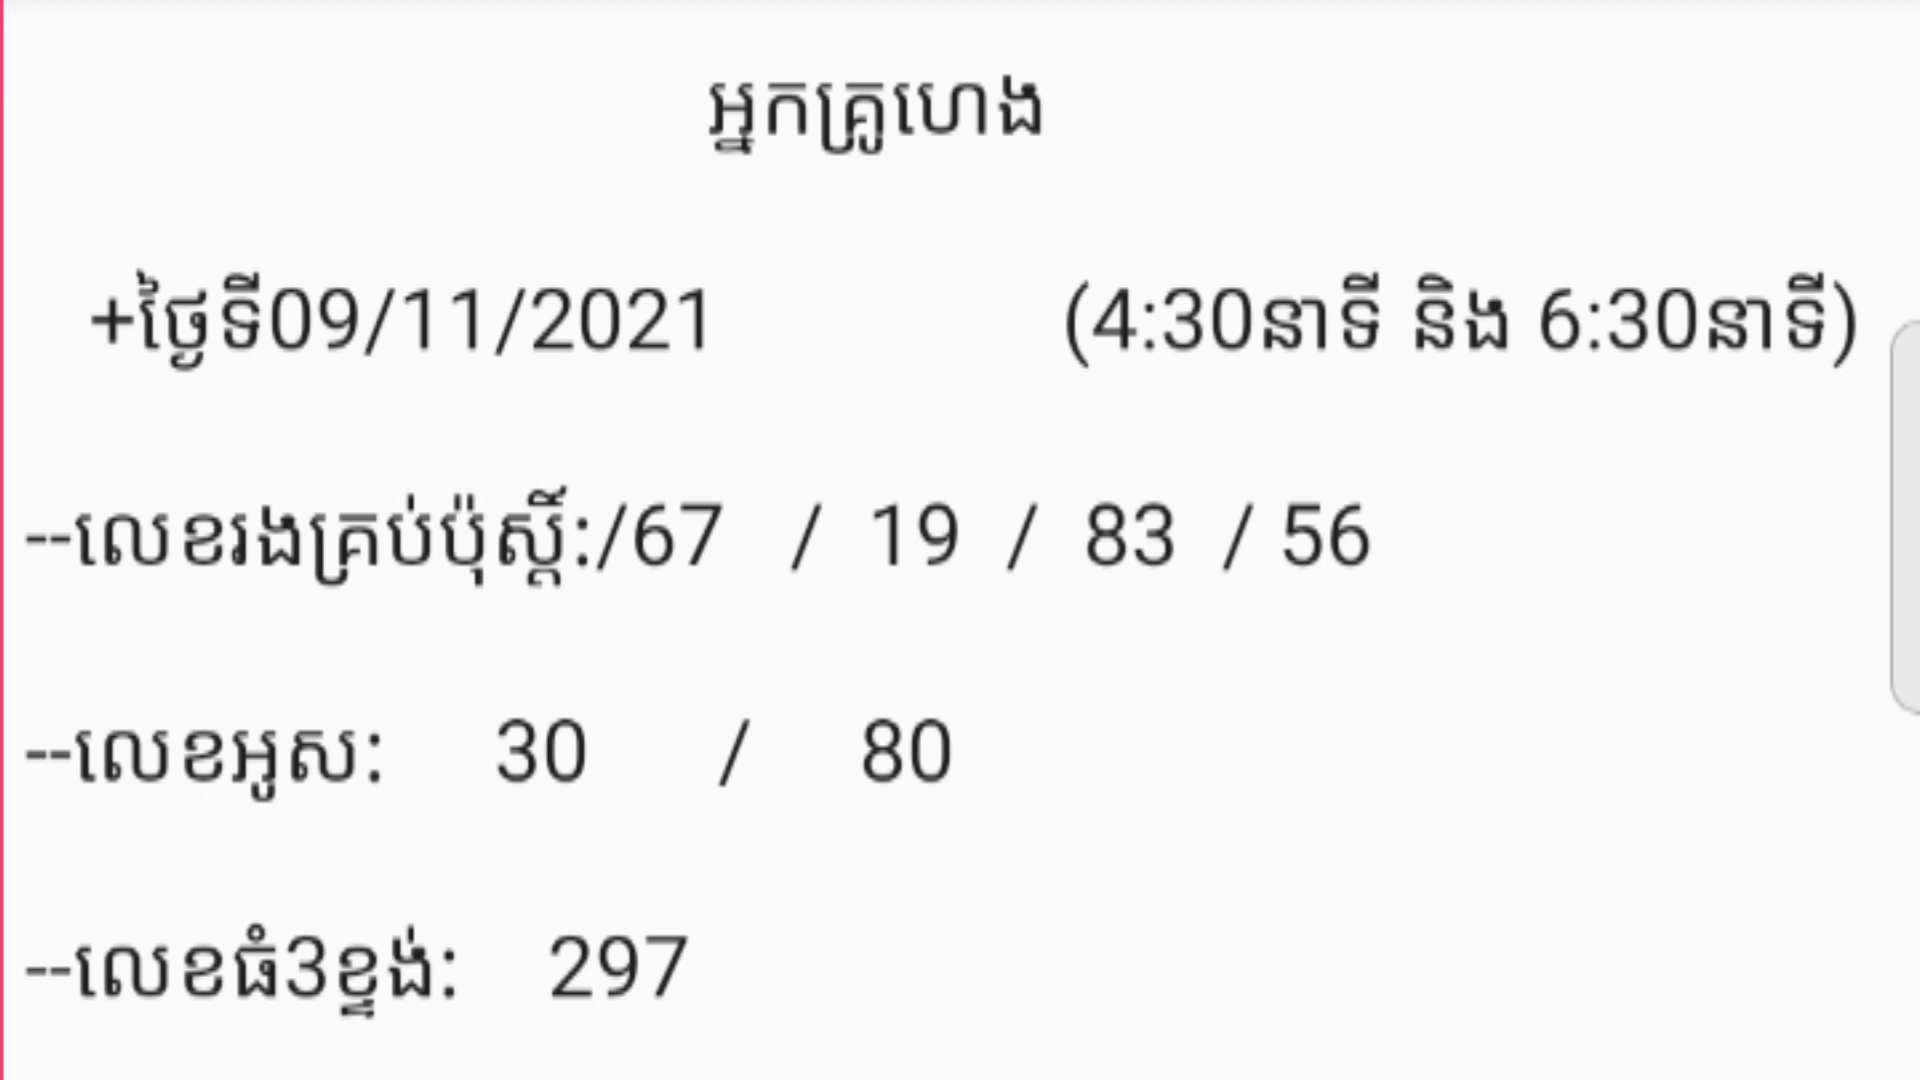 អ្នកគ្រូហេង
+ថ្ងៃទី09/11/2021 (4:30នាទី និង 6:30នាទី)
--លេខរងគ្រប់ប៉ុស្តិ៍:/67 / 19 / 83 / 56
--លេខអូស: 30 / 80
--លេខធំ3ខ្ទង់: 297